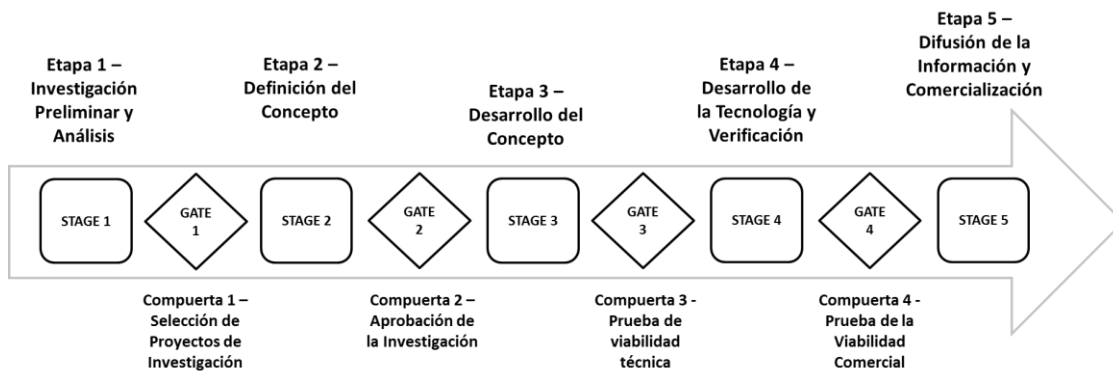 Etapa 1 –
Investigación
Preliminar y
Análisis
Etapa 2 –
Definición del
Concepto
Etapa 3 –
Desarrollo del
Concepto
Etapa 4 –
Desarrollo de
la Tecnología y
Verificación
Etapa 5 –
Difusión de la
Información y
Comercialización
STAGE 1
GATE
1
STAGE 2
GATE
2
STAGE 3
GATE
3
STAGE 4
GATE
4
STAGE 5
Compuerta 1 –
Selección de
Proyectos de
Investigación
Compuerta 2 –
Aprobación de
la Investigación
Compuerta 3 -
Prueba de
viabilidad
técnica
Compuerta 4 -
Prueba de la
Viabilidad
Comercial